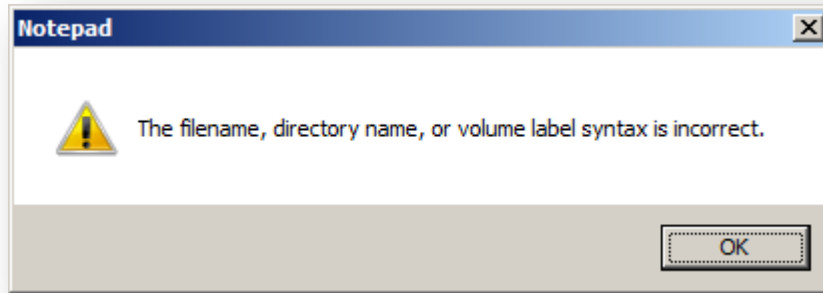 Notepad
The filename, directory name, or volume label syntax is incorrect.
OK